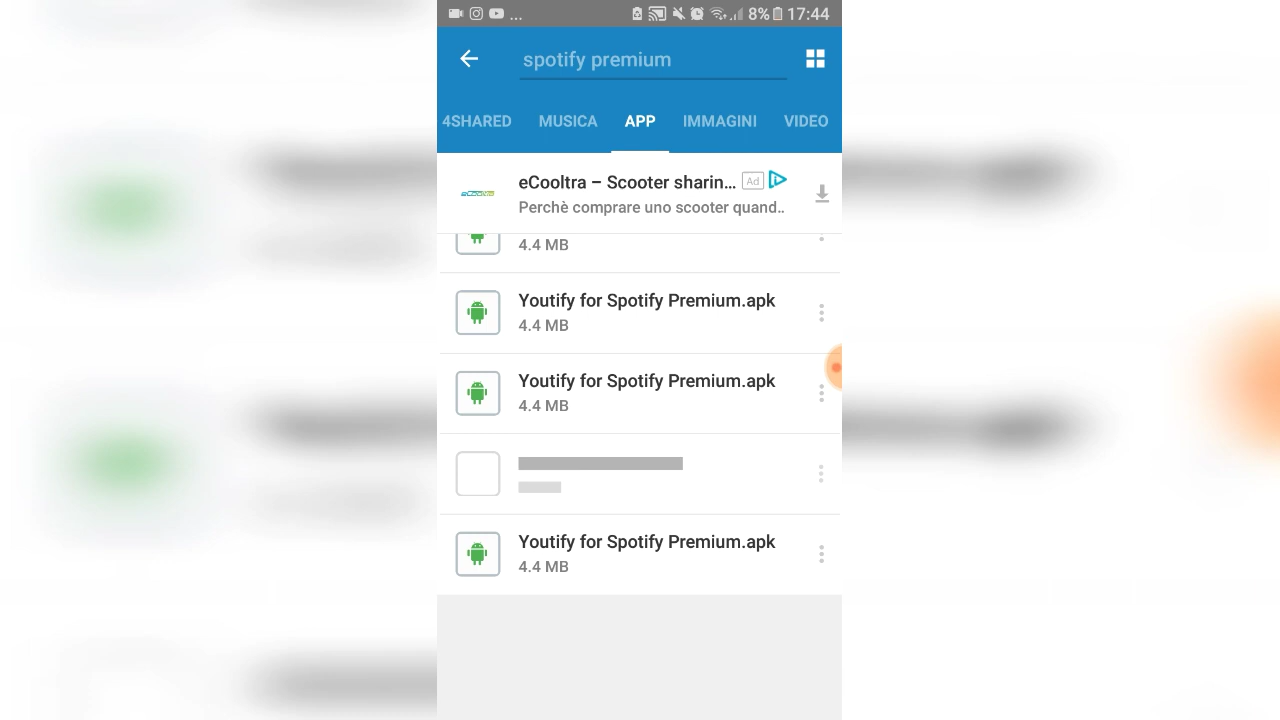 ... 8% 17:44
spotify premium
4SHARED MUSICA APP IMMAGINI VIDEO
eCooltra – Scooter sharin... Ad
Perchè comprare uno scooter quand..
4.4 MB
Youtify for Spotify Premium.apk
4.4 MB
Youtify for Spotify Premium.apk
4.4 MB
Youtify for Spotify Premium.apk
4.4 MB